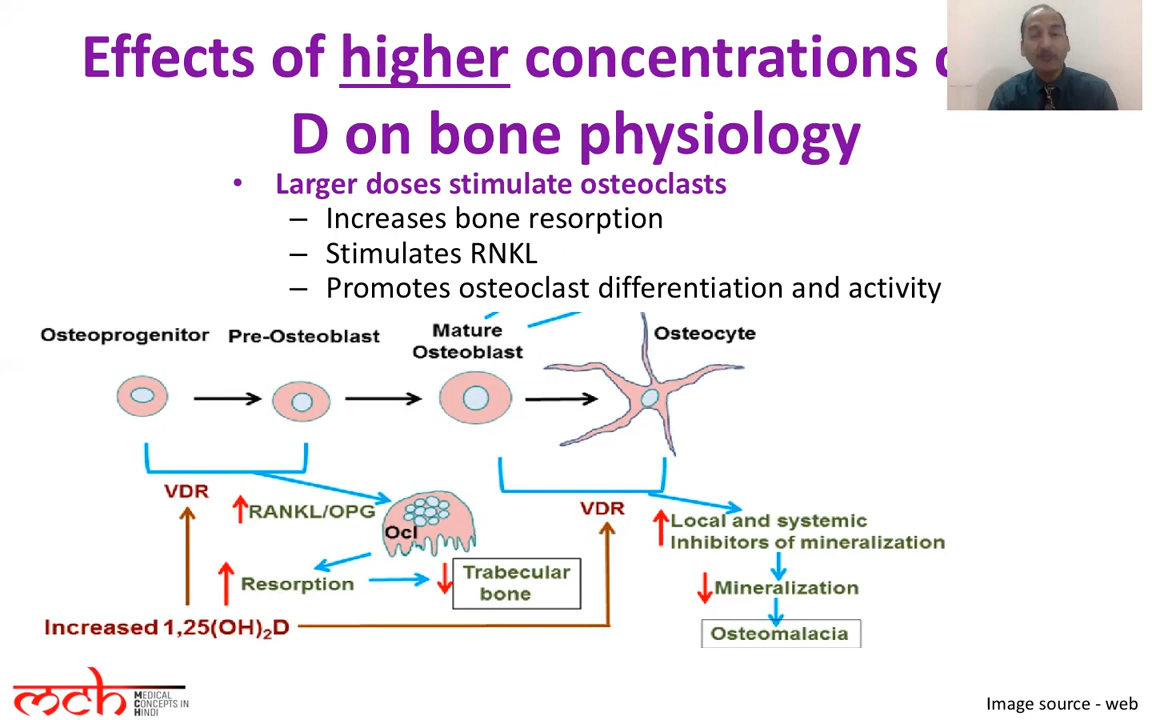 Effects of higher concentrations
D on bone physiology
• Larger doses stimulate osteoclasts
– Increases bone resorption
– Stimulates RNKL
– Promotes osteoclast differentiation and activity
Osteoprogenitor
Pre-Osteoblast
Mature
Osteoblast
Osteocyte
VDR
RANKL/OPG
Ocl
VDR
Local and systemic
Inhibitors of mineralization
Resorption
Trabecular
bone
Mineralization
Increased 1,25(OH)₂D
Osteomalacia
mch
MEDICAL
CONCEPTS IN
HINDI
Image source - web